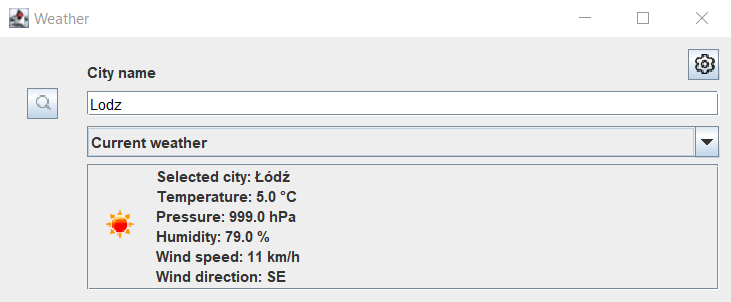 Weather
City name
Lodz
Current weather
Selected city: Łódź
Temperature: 5.0 °C
Pressure: 999.0 hPa
Humidity: 79.0 %
Wind speed: 11 km/h
Wind direction: SE